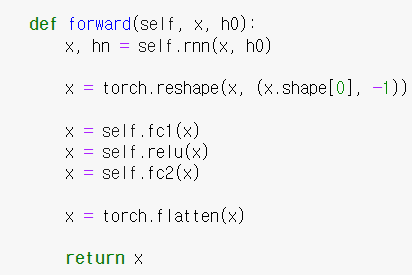 def forward(self, x, h0):
    x, hn = self.rnn(x, h0)

    x = torch.reshape(x, (x.shape[0], -1))

    x = self.fc1(x)
    x = self.relu(x)
    x = self.fc2(x)

    x = torch.flatten(x)

    return x